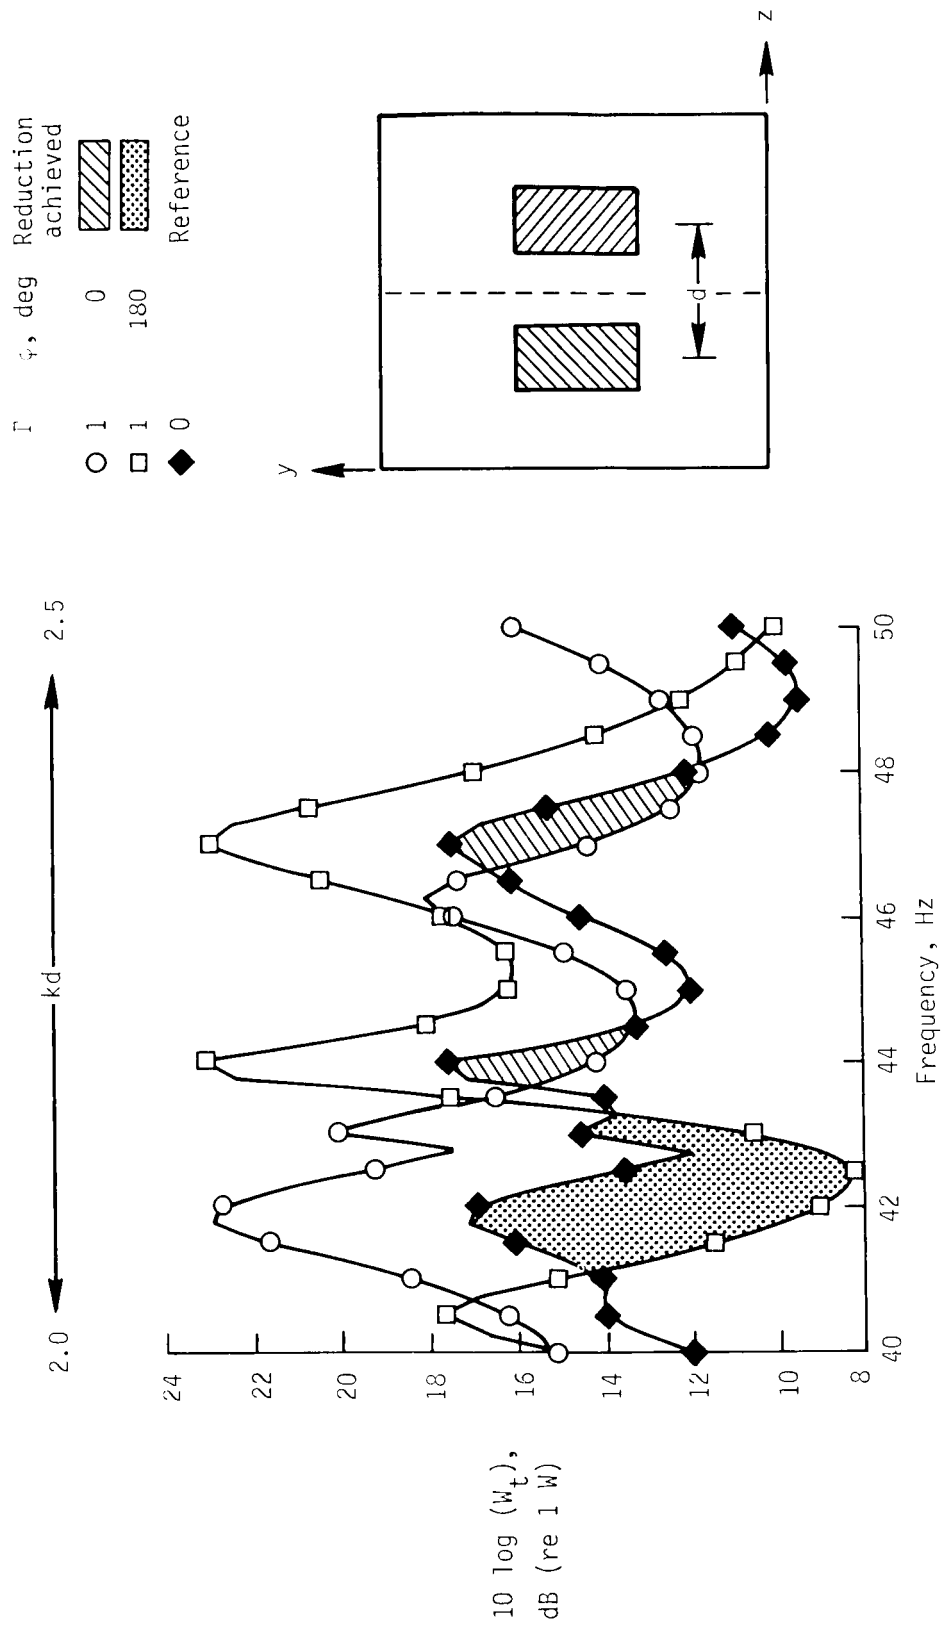 Γ φ, deg Reduction
achieved
1 0
1 180
0 Reference
y
z
d
2.0 kd 2.5
24
22
20
18
16
14
12
10
8
10 log (Wt),
dB (re 1 W)
40 42 44 46 48 50
Frequency, Hz